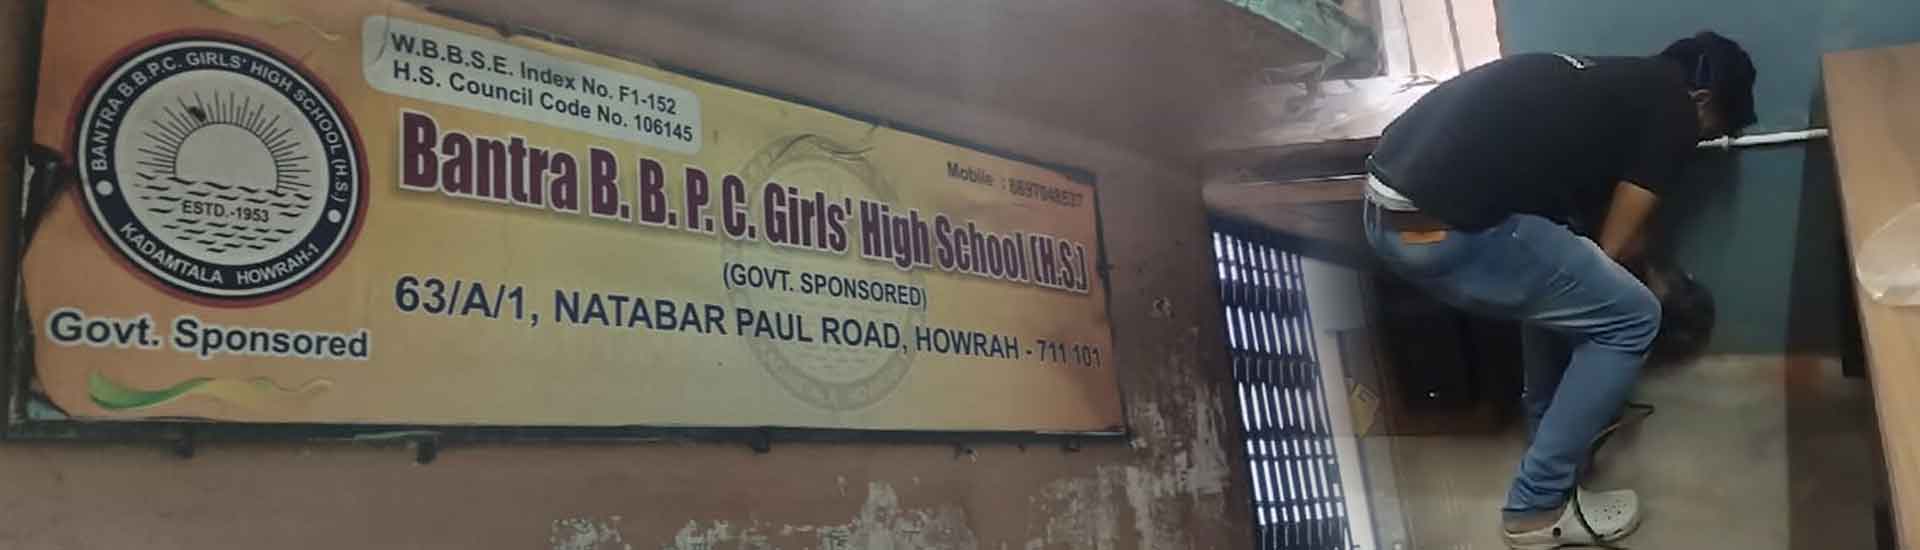 BANTRA B.B.P.C. GIRLS' HIGH SCHOOL (H.S.)
ESTD.-1953
KADAMTALA HOWRAH-1
Govt. Sponsored
W.B.B.S.E. Index No. F1-152
H.S. Council Code No. 106145
Mobile :
Bantra B. B. P. C. Girls' High School (H.S.)
(GOVT. SPONSORED)
63/A/1, NATABAR PAUL ROAD, HOWRAH - 711 101